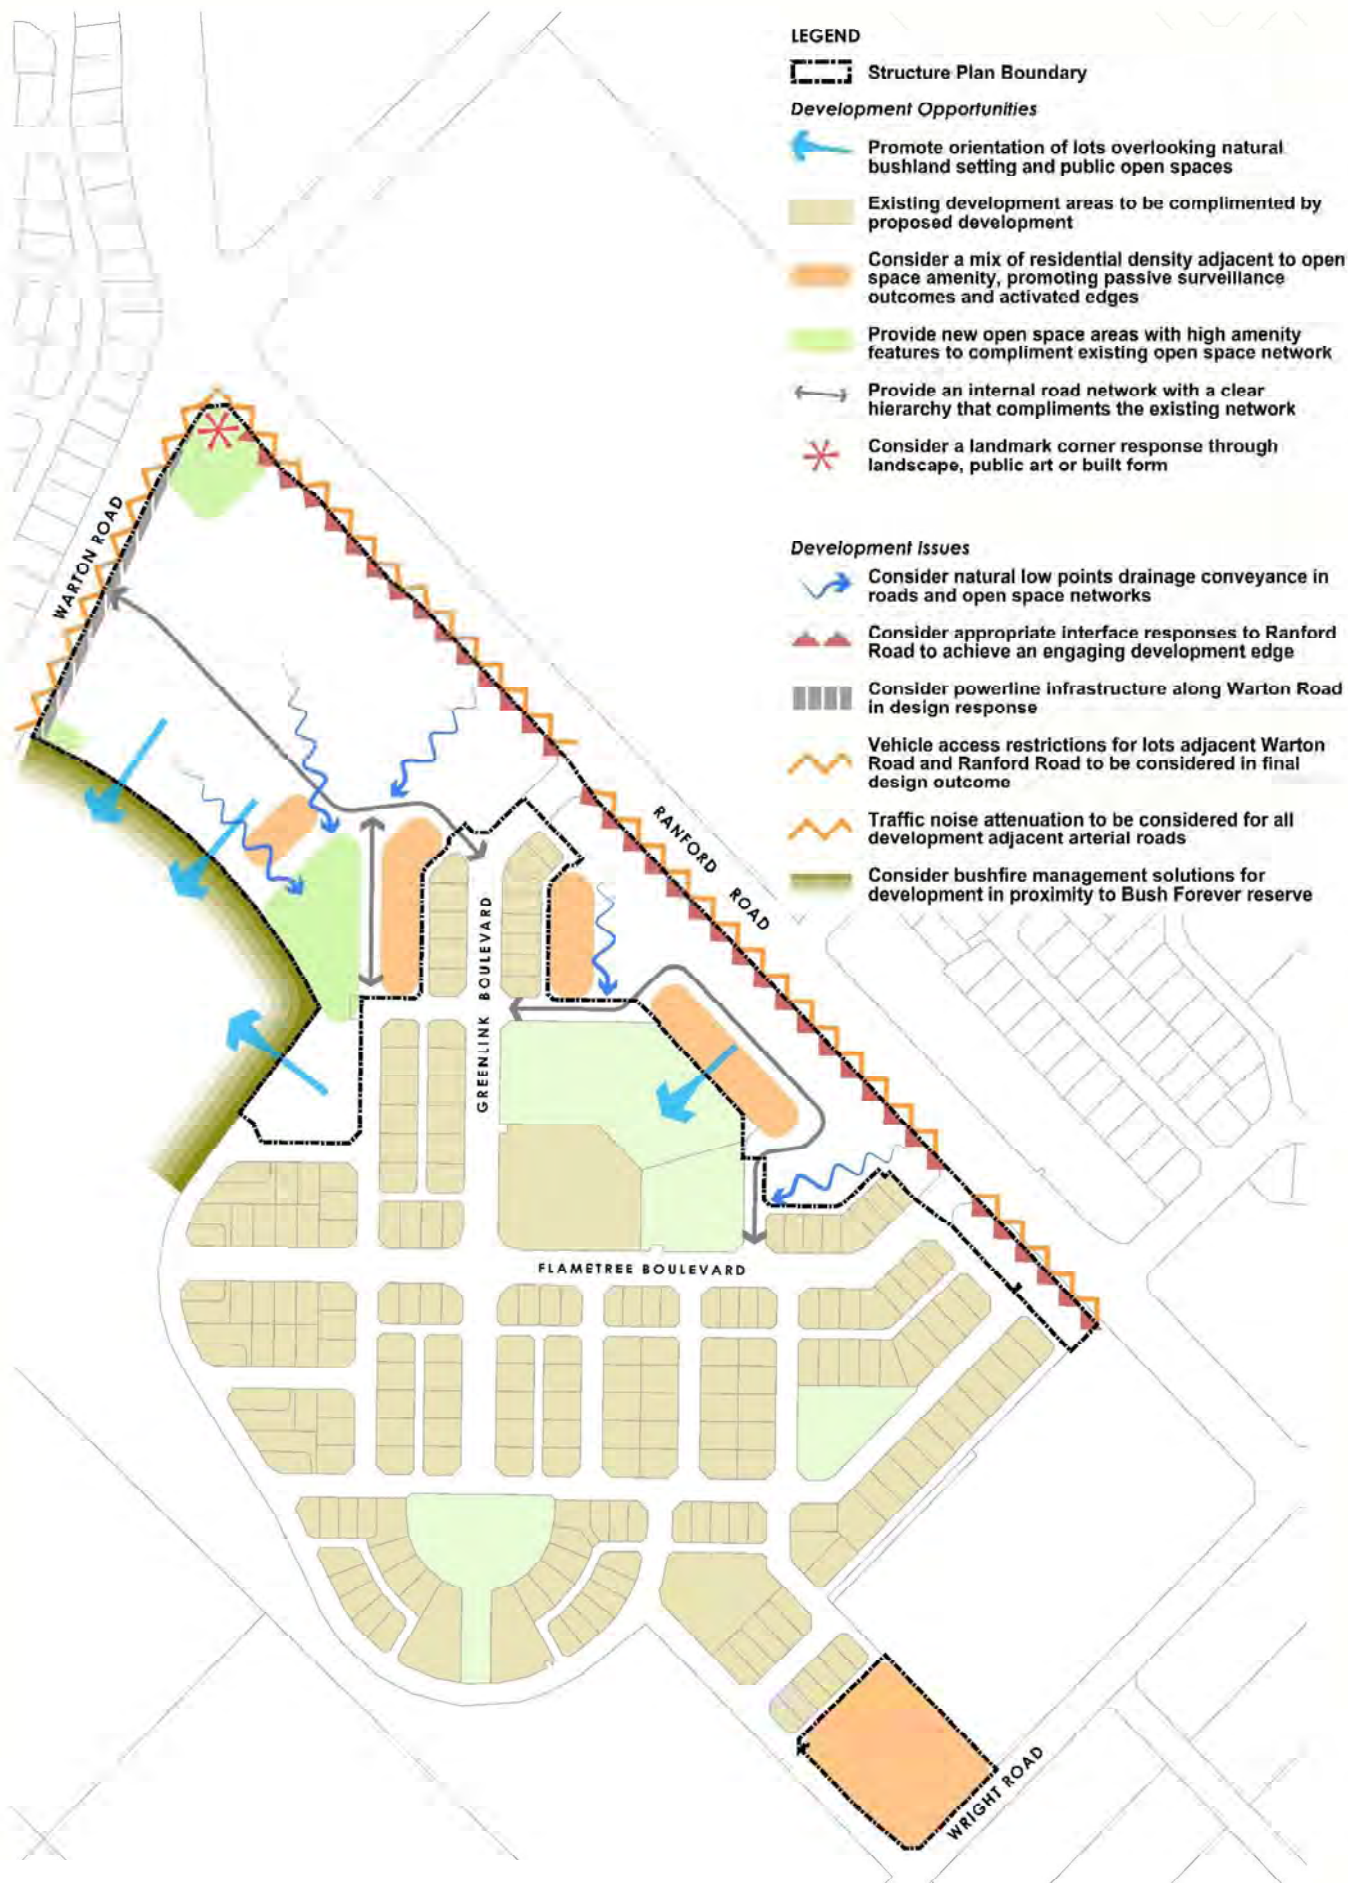 LEGEND
Structure Plan Boundary
Development Opportunities
Promote orientation of lots overlooking natural
bushland setting and public open spaces
Existing development areas to be complimented by
proposed development
Consider a mix of residential density adjacent to open
space amenity, promoting passive surveillance
outcomes and activated edges
Provide new open space areas with high amenity
features to compliment existing open space network
Provide an internal road network with a clear
hierarchy that compliments the existing network
Consider a landmark corner response through
landscape, public art or built form
Development Issues
Consider natural low points drainage conveyance in
roads and open space networks
Consider appropriate interface responses to Ranford
Road to achieve an engaging development edge
Consider powerline infrastructure along Warton Road
in design response
Vehicle access restrictions for lots adjacent Warton
Road and Ranford Road to be considered in final
design outcome
Traffic noise attenuation to be considered for all
development adjacent arterial roads
Consider bushfire management solutions for
development in proximity to Bush Forever reserve
WARTON ROAD
RANFORD ROAD
GREENLINK BOULEVARD
FLAMETREE BOULEVARD
WRIGHT ROAD